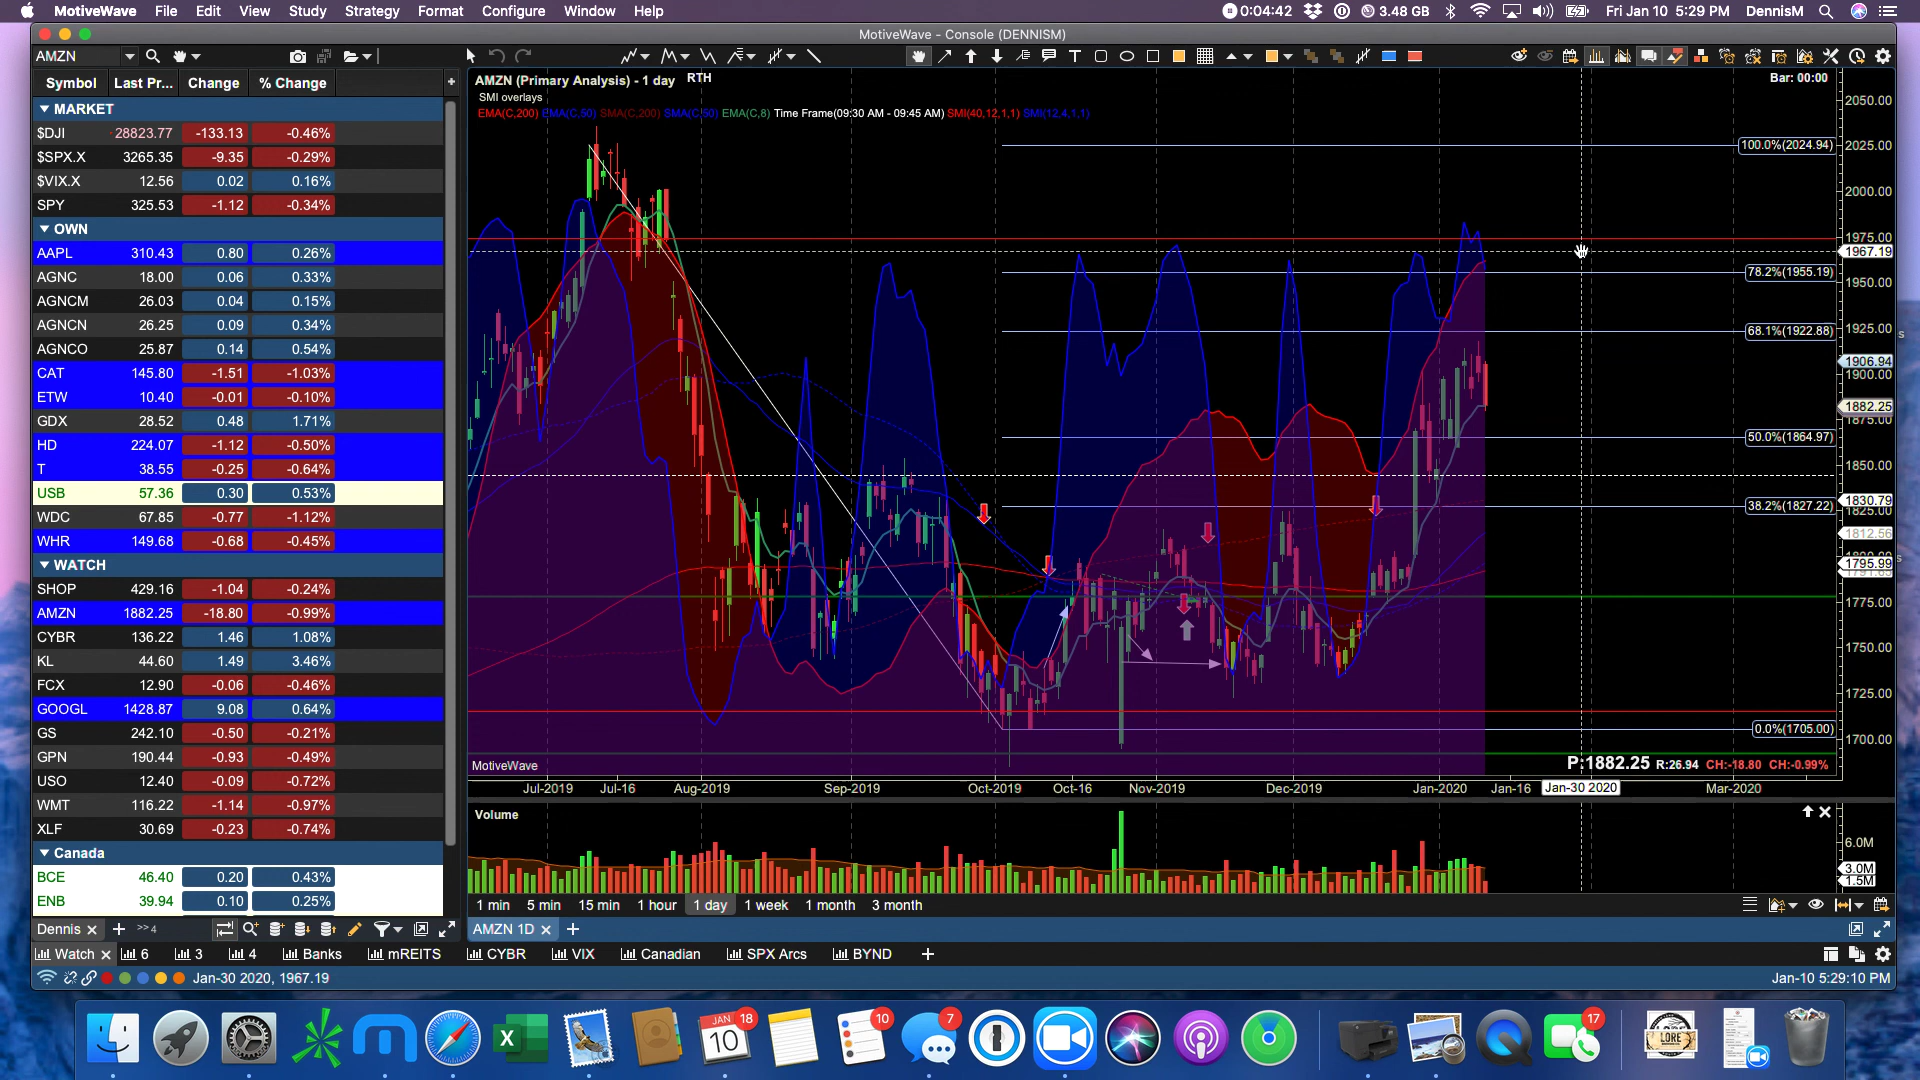 MotiveWave File Edit View Study Strategy Format Configure Window Help 0:04:42 3.48 GB Fri Jan 10 5:29 PM DennisM
MotiveWave - Console (DENNISM)
AMZN
Symbol Last Pr... Change % Change
MARKET
$DJI 28823.77 -133.13 -0.46%
$SPX.X 3265.35 -9.35 -0.29%
$VIX.X 12.56 0.02 0.16%
SPY 325.53 -1.12 -0.34%
OWN
AAPL 310.43 0.80 0.26%
AGNC 18.00 0.06 0.33%
AGNCM 26.03 0.04 0.15%
AGNCN 26.25 0.09 0.34%
AGNCO 25.87 0.14 0.54%
CAT 145.80 -1.51 -1.03%
ETW 10.40 -0.01 -0.10%
GDX 28.52 0.48 1.71%
HD 224.07 -1.12 -0.50%
T 38.55 -0.25 -0.64%
USB 57.36 0.30 0.53%
WDC 67.85 -0.77 -1.12%
WHR 149.68 -0.68 -0.45%
WATCH
SHOP 429.16 -1.04 -0.24%
AMZN 1882.25 -18.80 -0.99%
CYBR 136.22 1.46 1.08%
KL 44.60 1.49 3.46%
FCX 12.90 -0.06 -0.46%
GOOGL 1428.87 9.08 0.64%
GS 242.10 -0.50 -0.21%
GPN 190.44 -0.93 -0.49%
USO 12.40 -0.09 -0.72%
WMT 116.22 -1.14 -0.97%
XLF 30.69 -0.23 -0.74%
Canada
BCE 46.40 0.20 0.43%
ENB 39.94 0.10 0.25%
Dennis >> 4
AMZN (Primary Analysis) - 1 day RTH
Bar: 00:00
SMI overlays
EMA(C,200) EMA(C,50) SMA(C,200) SMA(C,50) EMA(C,8) Time Frame(09:30 AM - 09:45 AM) SMI(40,12,1,1) SMI(12,4,1,1)
2050.00
100.0%(2024.94) 2025.00
2000.00
1975.00
1967.19
78.2%(1955.19)
1950.00
68.1%(1922.88) 1925.00
1906.94
1900.00
1882.25
1875.00
50.0%(1864.97)
1850.00
1830.79
38.2%(1827.22) 1825.00
1812.56
1795.99
1775.00
1750.00
1725.00
0.0%(1705.00)
1700.00
MotiveWave P:1882.25 R:26.94 CH:-18.80 CH:-0.99%
Jul-2019 Jul-16 Aug-2019 Sep-2019 Oct-2019 Oct-16 Nov-2019 Dec-2019 Jan-2020 Jan-16 Jan-30 2020 Mar-2020
Volume
6.0M
3.0M
1.5M
1 min 5 min 15 min 1 hour 1 day 1 week 1 month 3 month
AMZN 1D
Watch 6 3 4 Banks mREITS CYBR VIX Canadian SPX Arcs BYND
Jan-30 2020, 1967.19 Jan-10 5:29:10 PM
JAN 10 18 10 7 17
LORE